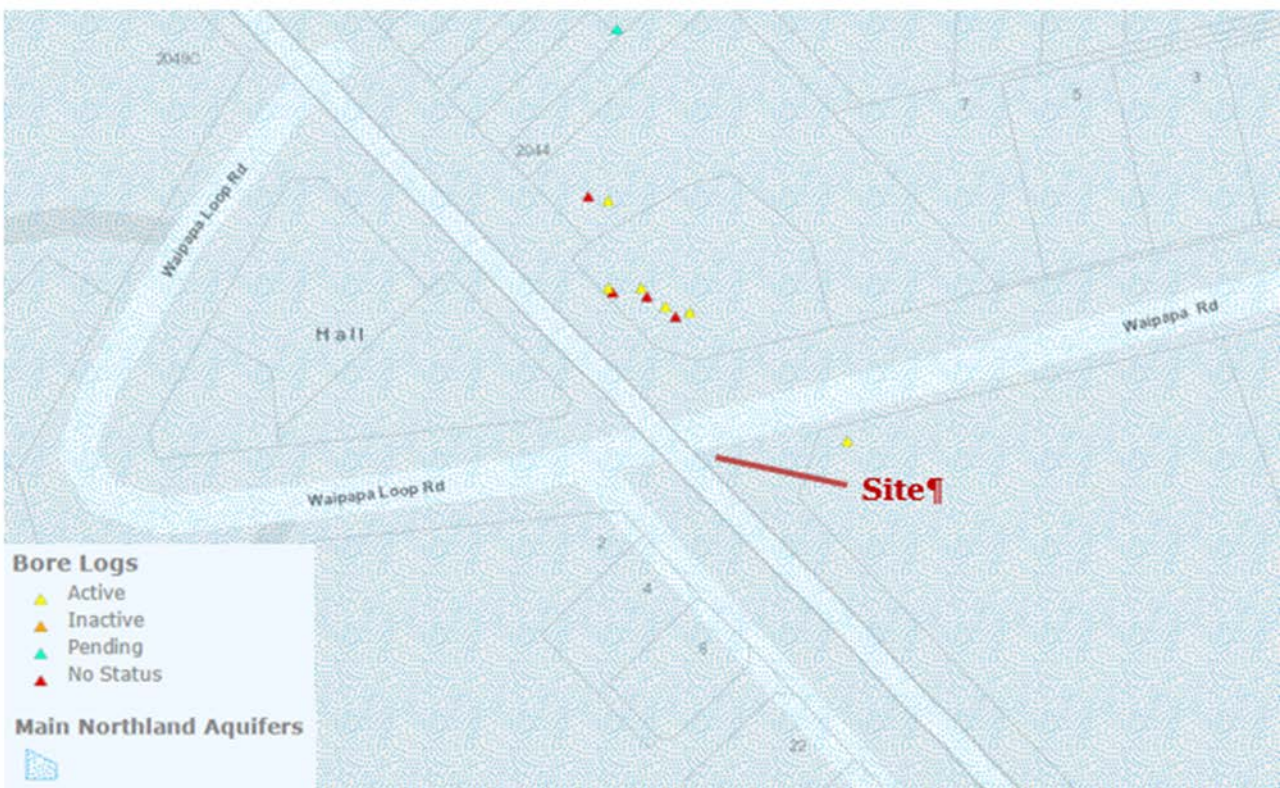 2049C
3
5
7
2044
Waipapa Loop Rd
Waipapa Rd
Hall
Site¶
Waipapa Loop Rd
2
4
6
22
Bore Logs
Active
Inactive
Pending
No Status
Main Northland Aquifers